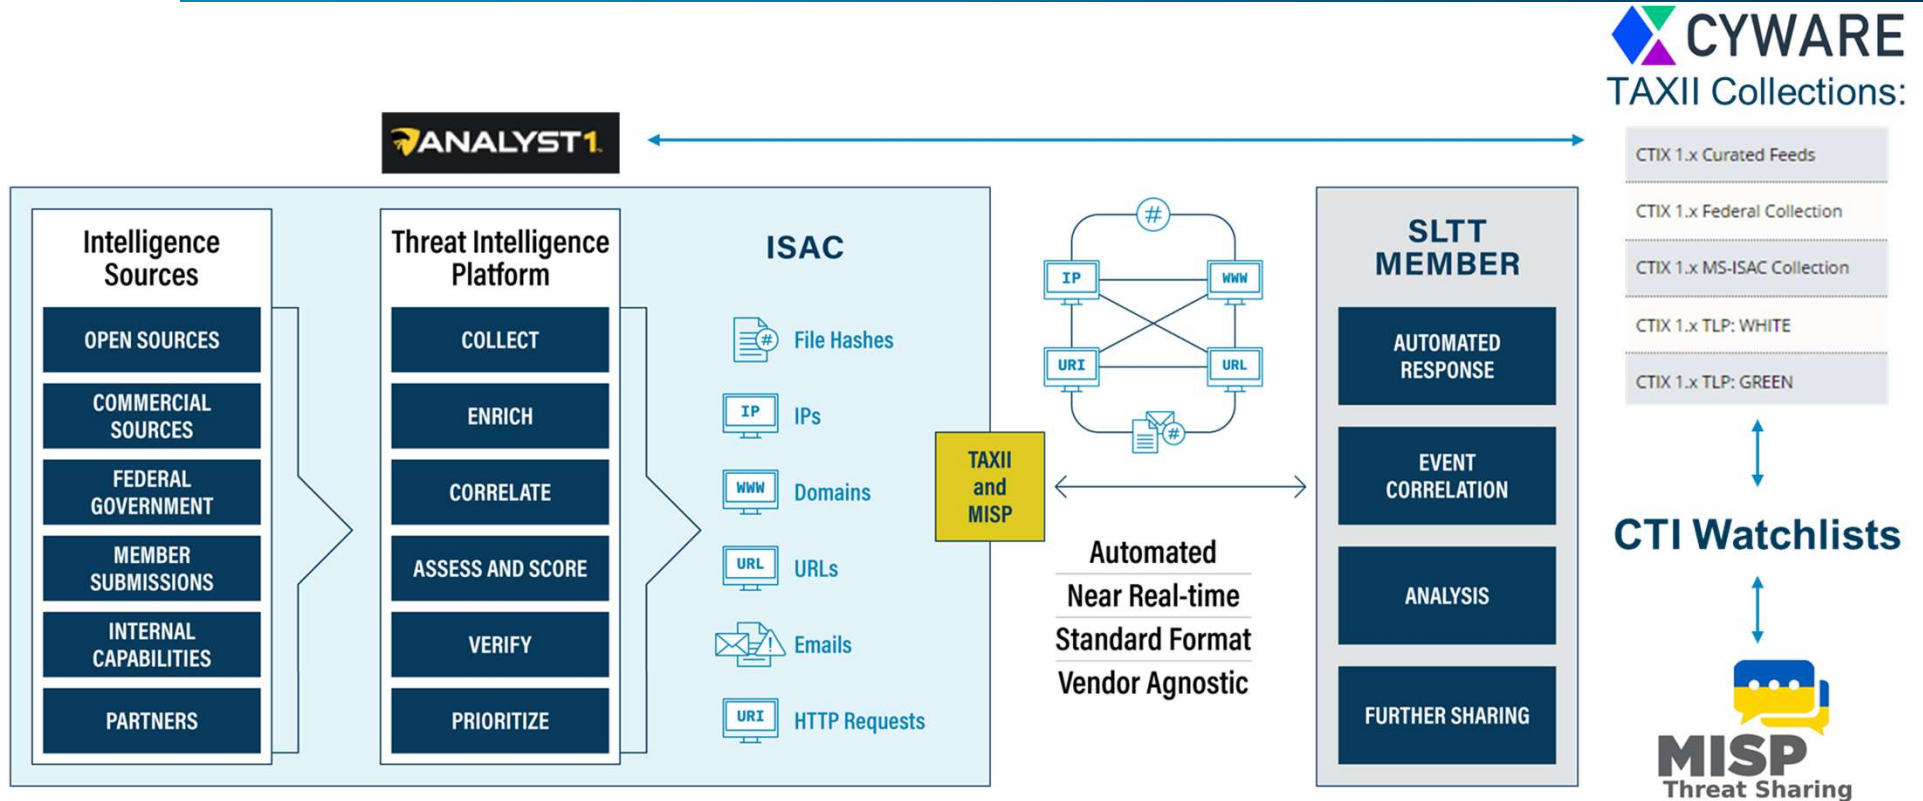 CYWARE
TAXII Collections:
CTIX 1.x Curated Feeds
CTIX 1.x Federal Collection
CTIX 1.x MS-ISAC Collection
CTIX 1.x TLP: WHITE
CTIX 1.x TLP: GREEN
CTI Watchlists
MISP
Threat Sharing
ANALYST1
Intelligence
Sources
OPEN SOURCES
COMMERCIAL
SOURCES
FEDERAL
GOVERNMENT
MEMBER
SUBMISSIONS
INTERNAL
CAPABILITIES
PARTNERS
Threat Intelligence
Platform
COLLECT
ENRICH
CORRELATE
ASSESS AND SCORE
VERIFY
PRIORITIZE
ISAC
# File Hashes
IP IPs
WWW Domains
URL URLs
! Emails
URI HTTP Requests
TAXII
and
MISP
#
IP WWW
URI URL
#
Automated
Near Real-time
Standard Format
Vendor Agnostic
SLTT
MEMBER
AUTOMATED
RESPONSE
EVENT
CORRELATION
ANALYSIS
FURTHER SHARING